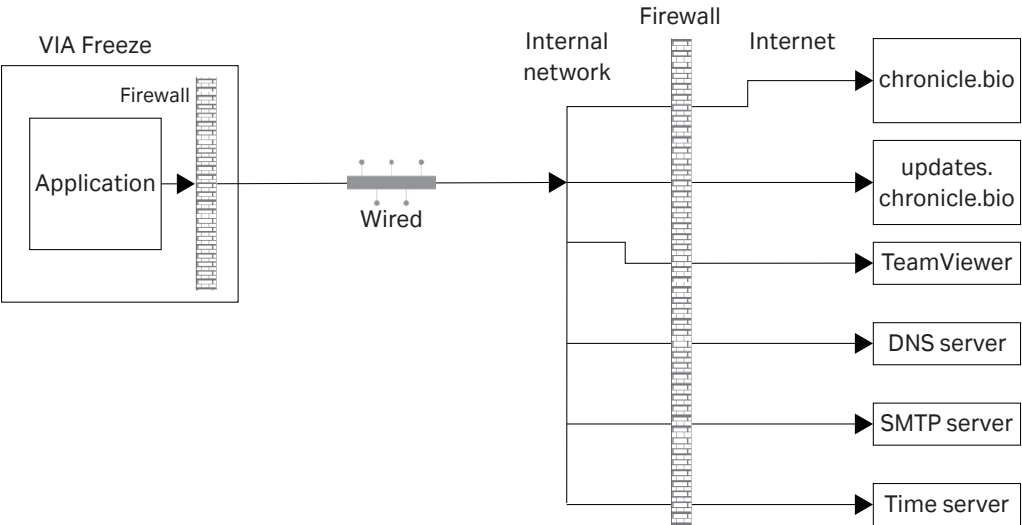 VIA Freeze
Firewall
Application
Wired
Internal
network
Firewall
Internet
chronicle.bio
updates.
chronicle.bio
TeamViewer
DNS server
SMTP server
Time server